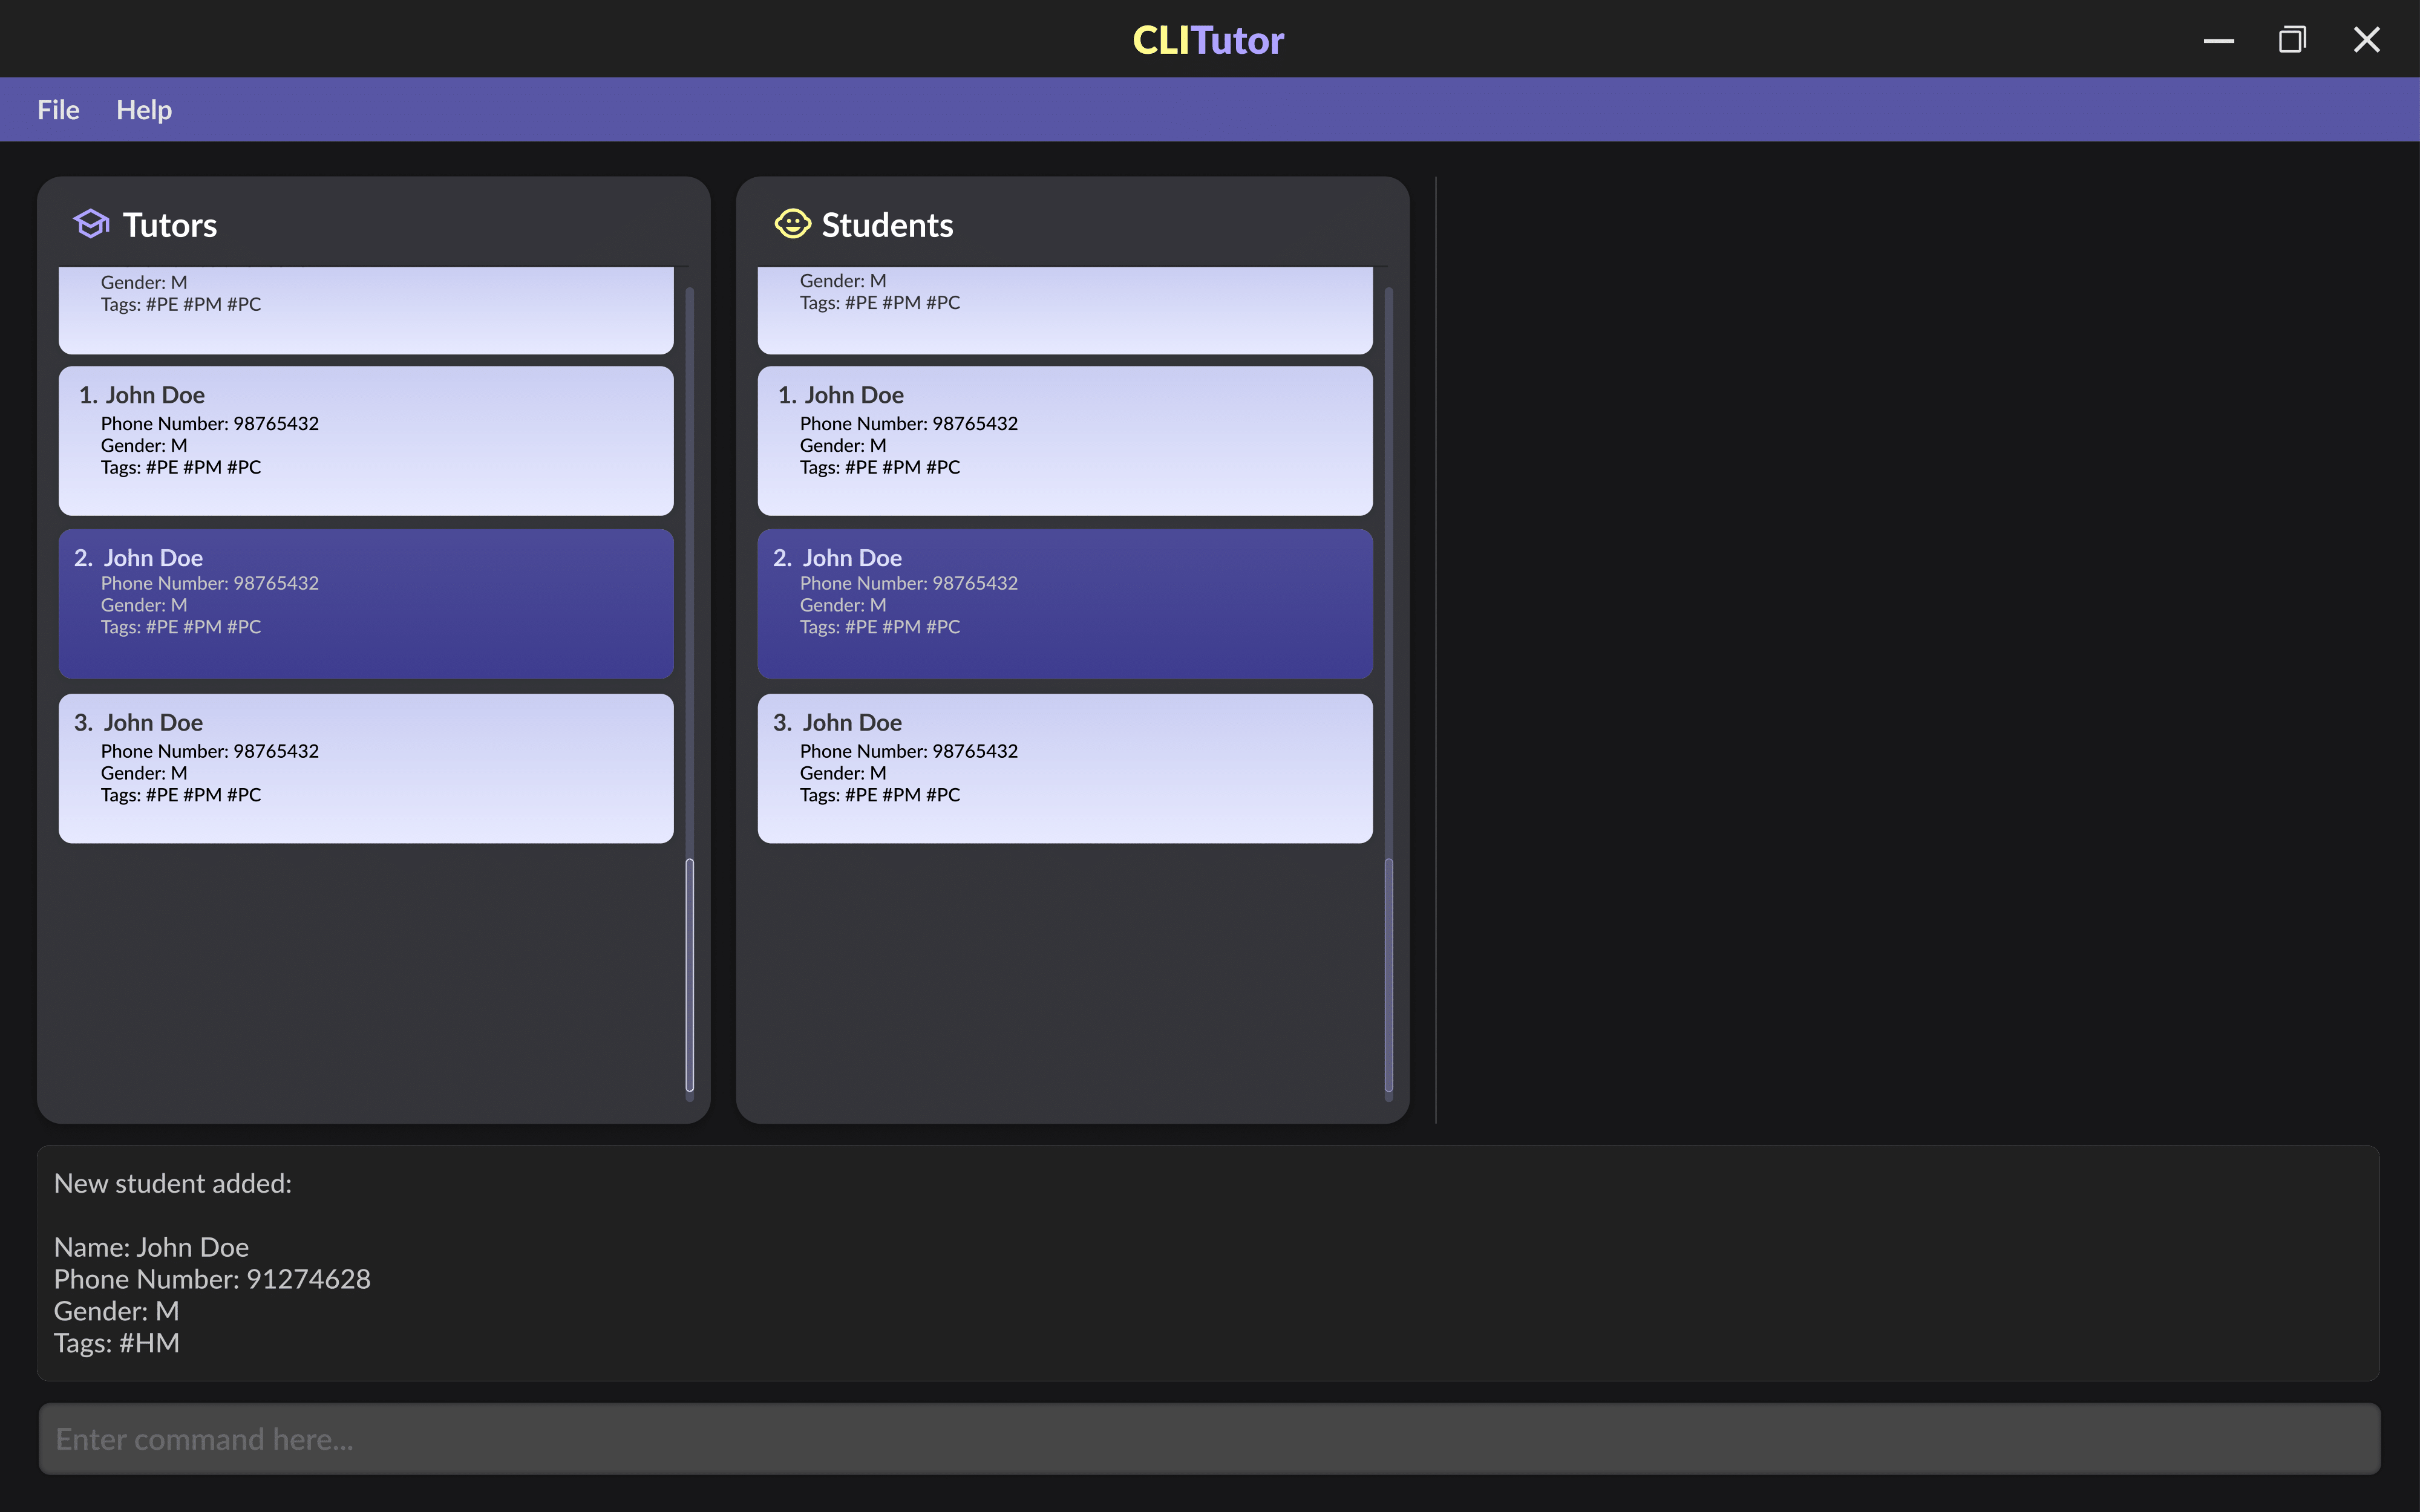 CLITutor
File Help
Tutors
Gender: M
Tags: #PE #PM #PC
1. John Doe
Phone Number: 98765432
Gender: M
Tags: #PE #PM #PC
2. John Doe
Phone Number: 98765432
Gender: M
Tags: #PE #PM #PC
3. John Doe
Phone Number: 98765432
Gender: M
Tags: #PE #PM #PC
Students
Gender: M
Tags: #PE #PM #PC
1. John Doe
Phone Number: 98765432
Gender: M
Tags: #PE #PM #PC
2. John Doe
Phone Number: 98765432
Gender: M
Tags: #PE #PM #PC
3. John Doe
Phone Number: 98765432
Gender: M
Tags: #PE #PM #PC
New student added:
Name: John Doe
Phone Number: 91274628
Gender: M
Tags: #HM
Enter command here...